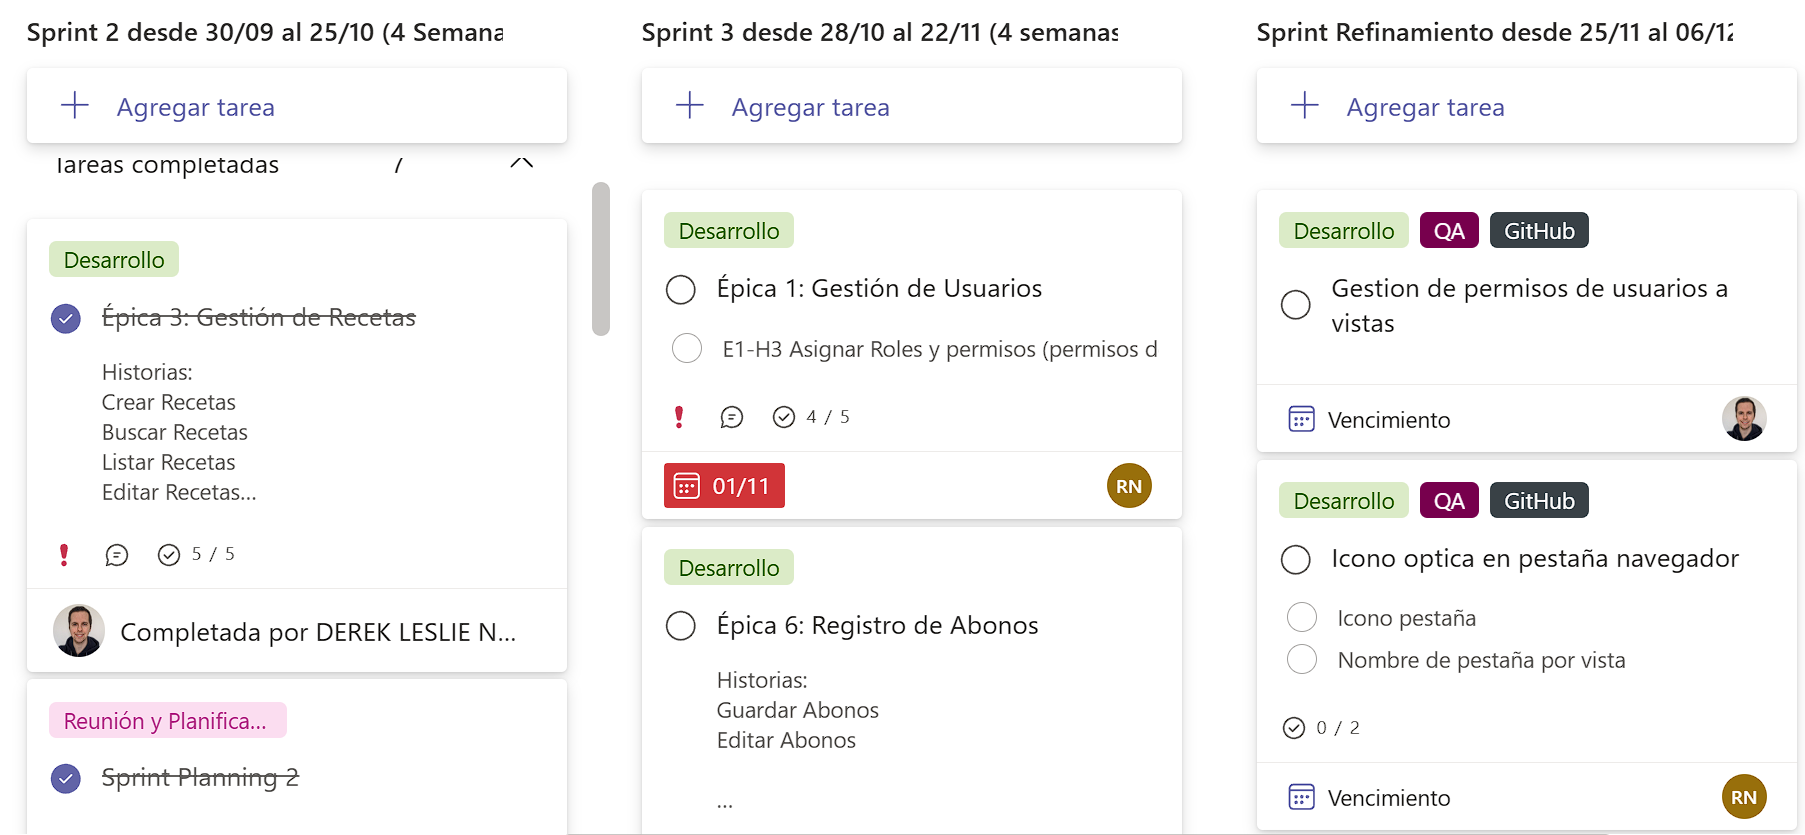 Sprint 2 desde 30/09 al 25/10 (4 Semana
Agregar tarea
Tareas completadas 7
Desarrollo
Épica 3: Gestión de Recetas
Historias:
Crear Recetas
Buscar Recetas
Listar Recetas
Editar Recetas...
5 / 5
Completada por DEREK LESLIE N...
Reunión y Planifica...
Sprint Planning 2
Sprint 3 desde 28/10 al 22/11 (4 semanas
Agregar tarea
Desarrollo
Épica 1: Gestión de Usuarios
E1-H3 Asignar Roles y permisos (permisos d
4 / 5
01/11
RN
Desarrollo
Épica 6: Registro de Abonos
Historias:
Guardar Abonos
Editar Abonos
...
Sprint Refinamiento desde 25/11 al 06/12
Agregar tarea
Desarrollo QA GitHub
Gestion de permisos de usuarios a
vistas
Vencimiento
Desarrollo QA GitHub
Icono optica en pestaña navegador
Icono pestaña
Nombre de pestaña por vista
0 / 2
Vencimiento
RN